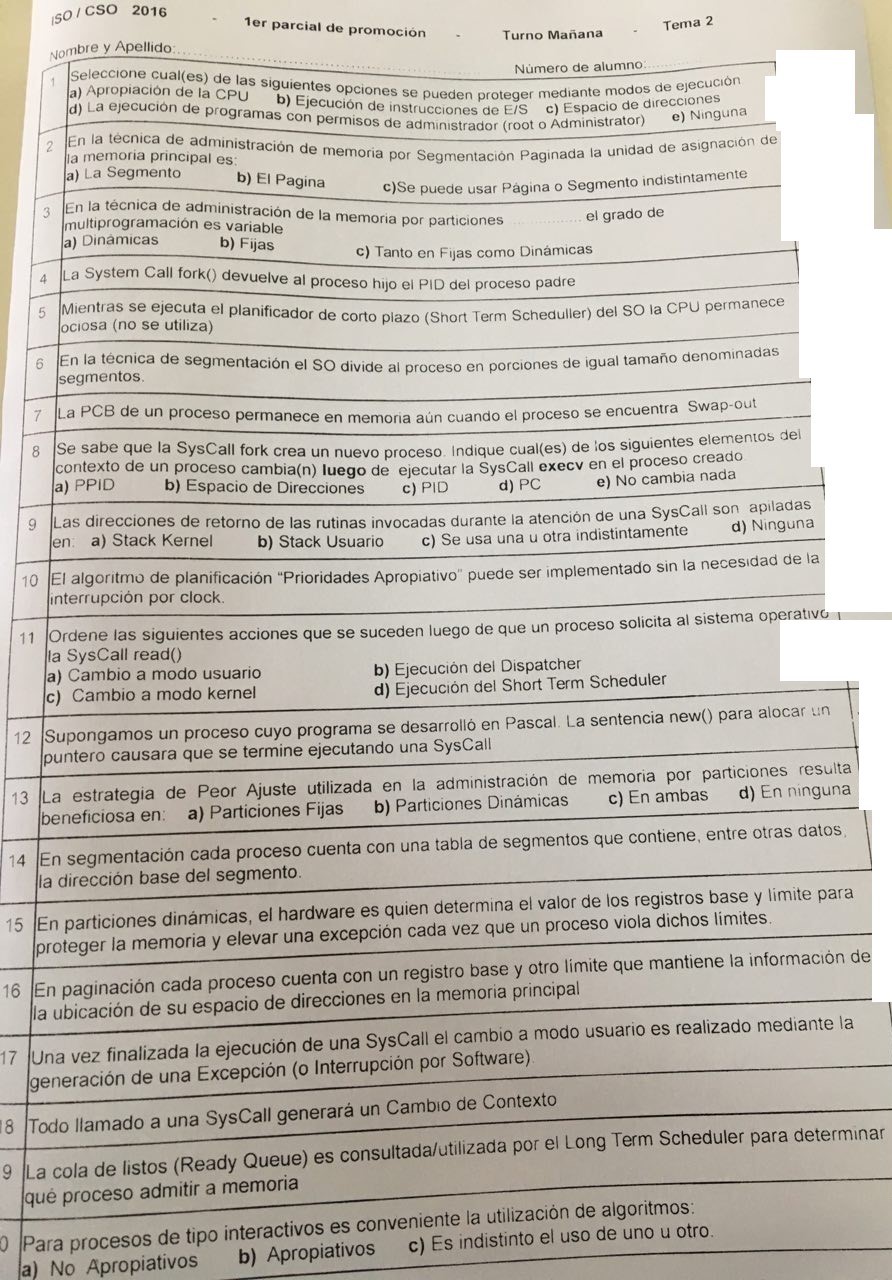 ISO / CSO 2016 - 1er parcial de promoción - Turno Mañana - Tema 2
Nombre y Apellido:............ Número de alumno:............
1 Seleccione cual(es) de las siguientes opciones se pueden proteger mediante modos de ejecución
a) Apropiación de la CPU b) Ejecución de instrucciones de E/S c) Espacio de direcciones
d) La ejecución de programas con permisos de administrador (root o Administrator) e) Ninguna
2 En la técnica de administración de memoria por Segmentación Paginada la unidad de asignación de
la memoria principal es:
a) La Segmento b) El Pagina c)Se puede usar Página o Segmento indistintamente
3 En la técnica de administración de la memoria por particiones ............ el grado de
multiprogramación es variable
a) Dinámicas b) Fijas c) Tanto en Fijas como Dinámicas
4 La System Call fork() devuelve al proceso hijo el PID del proceso padre
5 Mientras se ejecuta el planificador de corto plazo (Short Term Scheduller) del SO la CPU permanece
ociosa (no se utiliza)
6 En la técnica de segmentación el SO divide al proceso en porciones de igual tamaño denominadas
segmentos.
7 La PCB de un proceso permanece en memoria aún cuando el proceso se encuentra Swap-out
8 Se sabe que la SysCall fork crea un nuevo proceso. Indique cual(es) de los siguientes elementos del
contexto de un proceso cambia(n) luego de ejecutar la SysCall execv en el proceso creado
a) PPID b) Espacio de Direcciones c) PID d) PC e) No cambia nada
9 Las direcciones de retorno de las rutinas invocadas durante la atención de una SysCall son apiladas
en: a) Stack Kernel b) Stack Usuario c) Se usa una u otra indistintamente d) Ninguna
10 El algoritmo de planificación “Prioridades Apropiativo” puede ser implementado sin la necesidad de la
interrupción por clock.
11 Ordene las siguientes acciones que se suceden luego de que un proceso solicita al sistema operativo
la SysCall read()
a) Cambio a modo usuario b) Ejecución del Dispatcher
c) Cambio a modo kernel d) Ejecución del Short Term Scheduler
12 Supongamos un proceso cuyo programa se desarrolló en Pascal. La sentencia new() para alocar un
puntero causara que se termine ejecutando una SysCall
13 La estrategia de Peor Ajuste utilizada en la administración de memoria por particiones resulta
beneficiosa en: a) Particiones Fijas b) Particiones Dinámicas c) En ambas d) En ninguna
14 En segmentación cada proceso cuenta con una tabla de segmentos que contiene, entre otras datos,
la dirección base del segmento.
15 En particiones dinámicas, el hardware es quien determina el valor de los registros base y límite para
proteger la memoria y elevar una excepción cada vez que un proceso viola dichos límites.
16 En paginación cada proceso cuenta con un registro base y otro límite que mantiene la información de
la ubicación de su espacio de direcciones en la memoria principal
17 Una vez finalizada la ejecución de una SysCall el cambio a modo usuario es realizado mediante la
generación de una Excepción (o Interrupción por Software).
18 Todo llamado a una SysCall generará un Cambio de Contexto
9 La cola de listos (Ready Queue) es consultada/utilizada por el Long Term Scheduler para determinar
qué proceso admitir a memoria
0 Para procesos de tipo interactivos es conveniente la utilización de algoritmos:
a) No Apropiativos b) Apropiativos c) Es indistinto el uso de uno u otro.